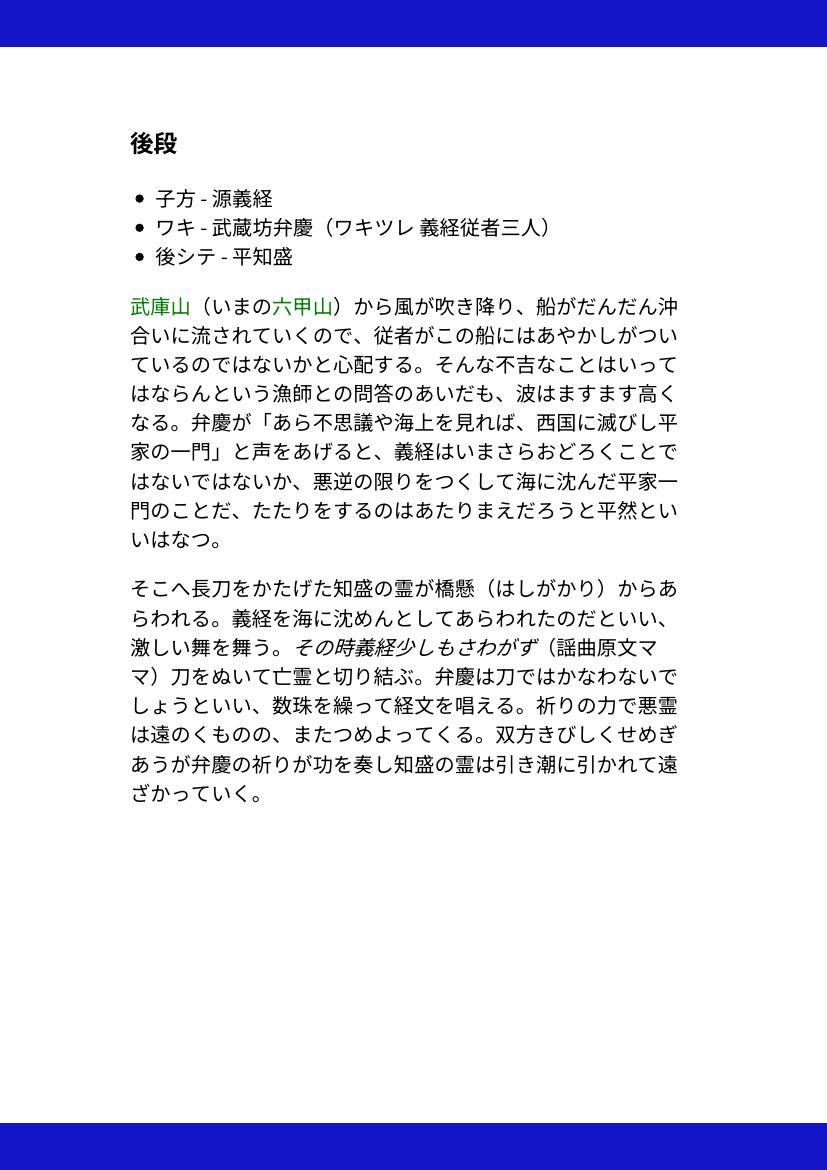 後段
• 子方 - 源義経
• ワキ - 武蔵坊弁慶（ワキツレ 義経従者三人）
• 後シテ - 平知盛
武庫山（いまの六甲山）から風が吹き降り、船がだんだん沖
合いに流されていくので、従者がこの船にはあやかしがつい
ているのではないかと心配する。そんな不吉なことはいって
はならんという漁師との問答のあいだも、波はますます高く
なる。弁慶が「あら不思議や海上を見れば、西国に滅びし平
家の一門」と声をあげると、義経はいまさらおどろくことで
はないではないか、悪逆の限りをつくして海に沈んだ平家一
門のことだ、たたりをするのはあたりまえだろうと平然とい
いはなつ。
そこへ長刀をかたげた知盛の霊が橋懸（はしがかり）からあ
らわれる。義経を海に沈めんとしてあらわれたのだといい、
激しい舞を舞う。その時義経少しもさわがず（謡曲原文マ
マ）刀をぬいて亡霊と切り結ぶ。弁慶は刀ではかなわないで
しょうといい、数珠を繰って経文を唱える。祈りの力で悪霊
は遠のくものの、またつめよってくる。双方きびしくせめぎ
あうが弁慶の祈りが功を奏し知盛の霊は引き潮に引かれて遠
ざかっていく。